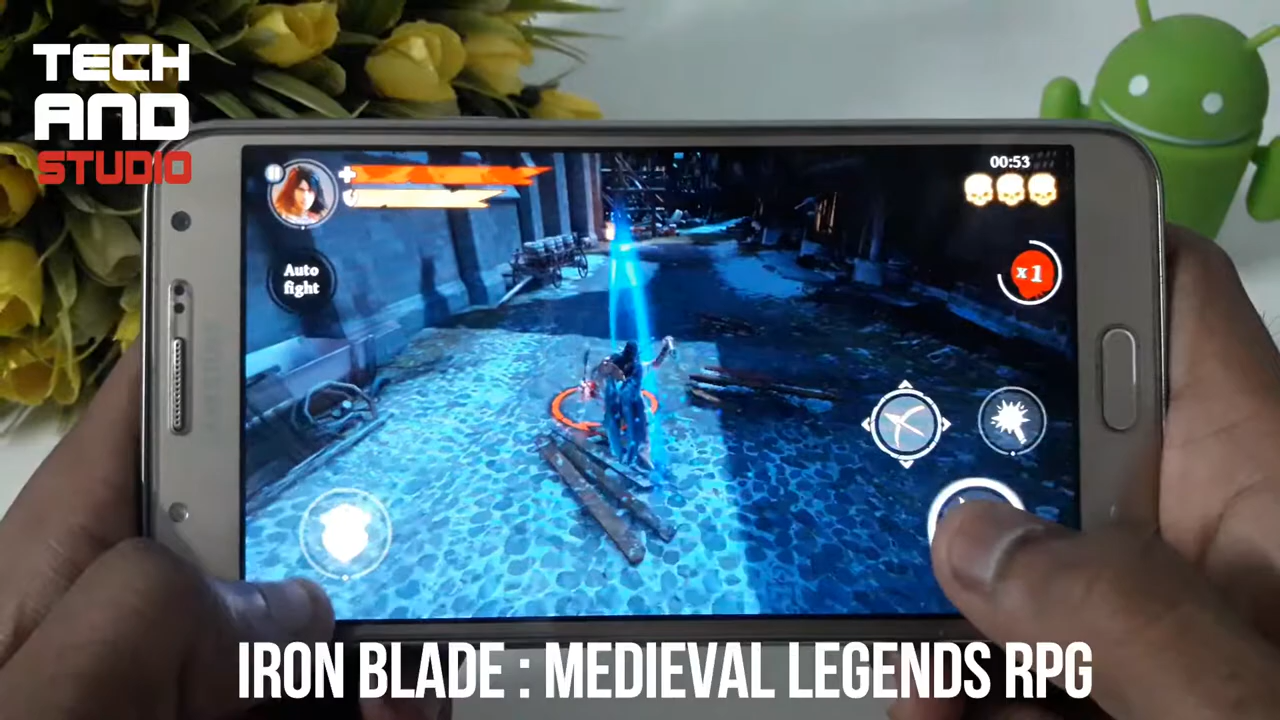 TECH
AND
STUDIO
00:53
Auto
fight
x1
IRON BLADE : MEDIEVAL LEGENDS RPG